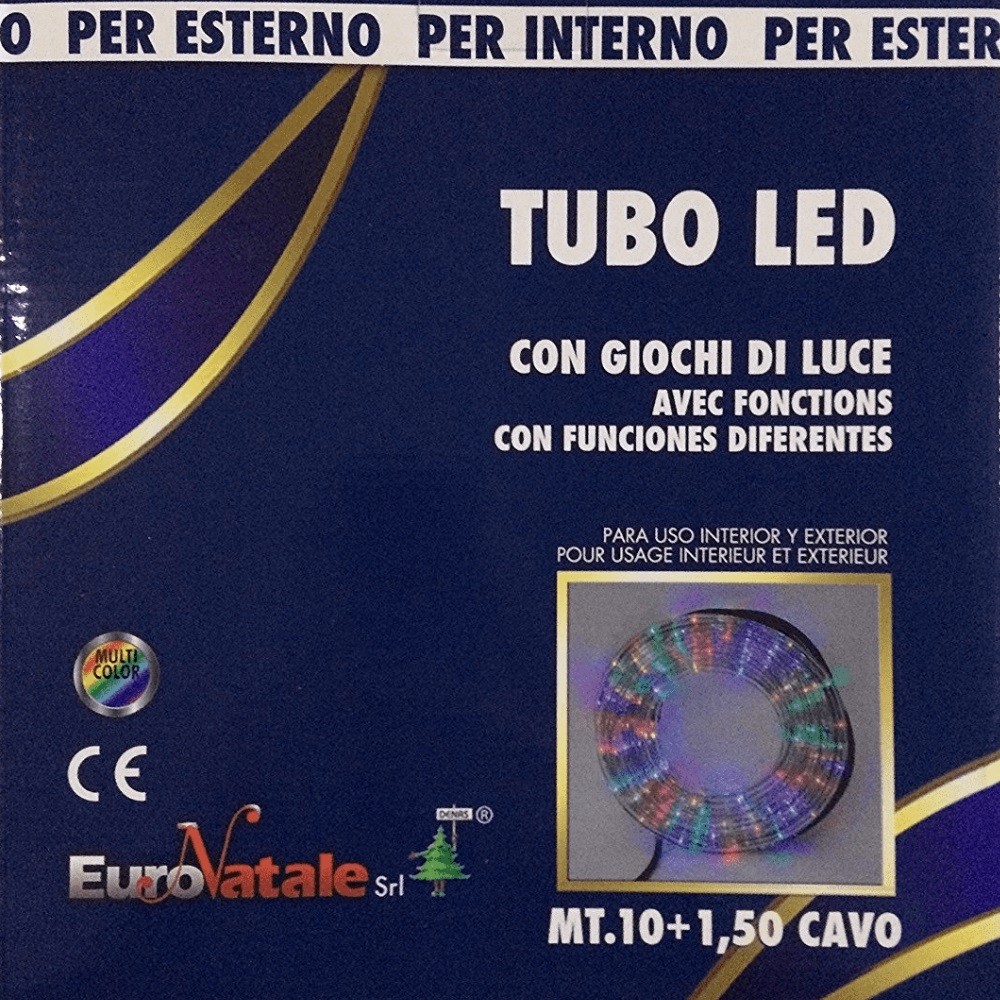 O PER ESTERNO PER INTERNO PER ESTER
TUBO LED
CON GIOCHI DI LUCE
AVEC FONCTIONS
CON FUNCIONES DIFERENTES
PARA USO INTERIOR Y EXTERIOR
POUR USAGE INTERIEUR ET EXTERIEUR
MULTI
COLOR
CE
DENAS ®
EuroNatale Srl
MT.10+1,50 CAVO